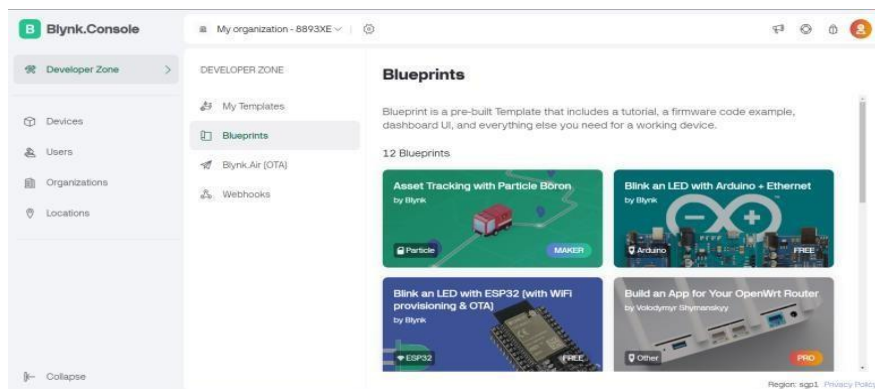 B Blynk.Console
My organization - 8893XE
Developer Zone
Devices
Users
Organizations
Locations
Collapse
DEVELOPER ZONE
My Templates
Blueprints
Blynk.Air (OTA)
Webhooks
Blueprints
Blueprint is a pre-built Template that includes a tutorial, a firmware code example,
dashboard UI, and everything else you need for a working device.
12 Blueprints
Asset Tracking with Particle Boron
by Blynk
Particle
MAKER
Blink an LED with Arduino + Ethernet
by Blynk
Arduino
FREE
Blink an LED with ESP32 (with WiFi
provisioning & OTA)
by Blynk
ESP32
FREE
Build an App for Your OpenWrt Router
by Volodymyr Shymanskyy
Other
PRO
Region: sgp1 Privacy Policy